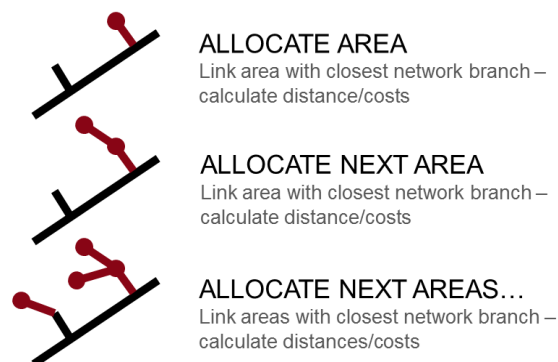 ALLOCATE AREA
Link area with closest network branch –
calculate distance/costs
ALLOCATE NEXT AREA
Link area with closest network branch –
calculate distance/costs
ALLOCATE NEXT AREAS…
Link areas with closest network branch –
calculate distances/costs